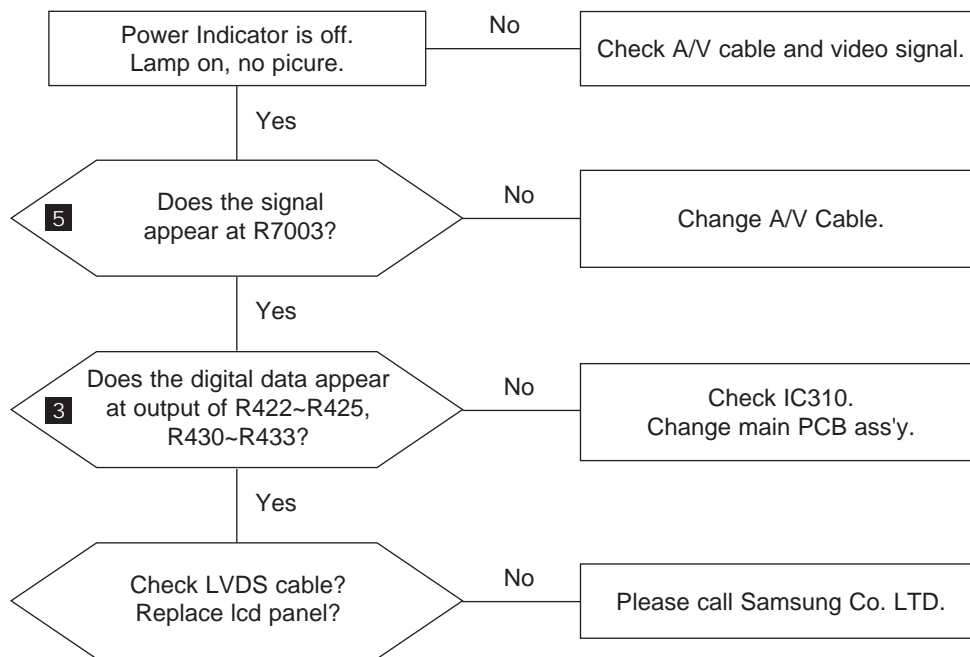 Power Indicator is off.
Lamp on, no picure.
No
Check A/V cable and video signal.
Yes
5
Does the signal
appear at R7003?
No
Change A/V Cable.
Yes
3
Does the digital data appear
at output of R422~R425,
R430~R433?
No
Check IC310.
Change main PCB ass'y.
Yes
Check LVDS cable?
Replace lcd panel?
No
Please call Samsung Co. LTD.